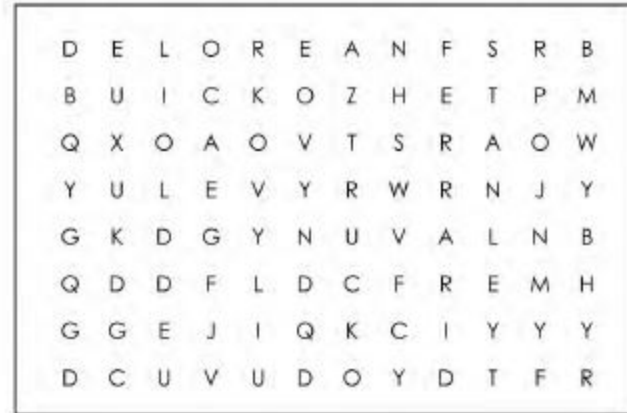 D E L O R E A N F S R B
B U I C K O Z H E T P M
Q X O A O V T S R A O W
Y U L E V Y R W R N J Y
G K D G Y N U V A L N B
Q D D F L D C F R E M H
G G E J I Q K C I Y Y Y
D C U V U D O Y D T F R